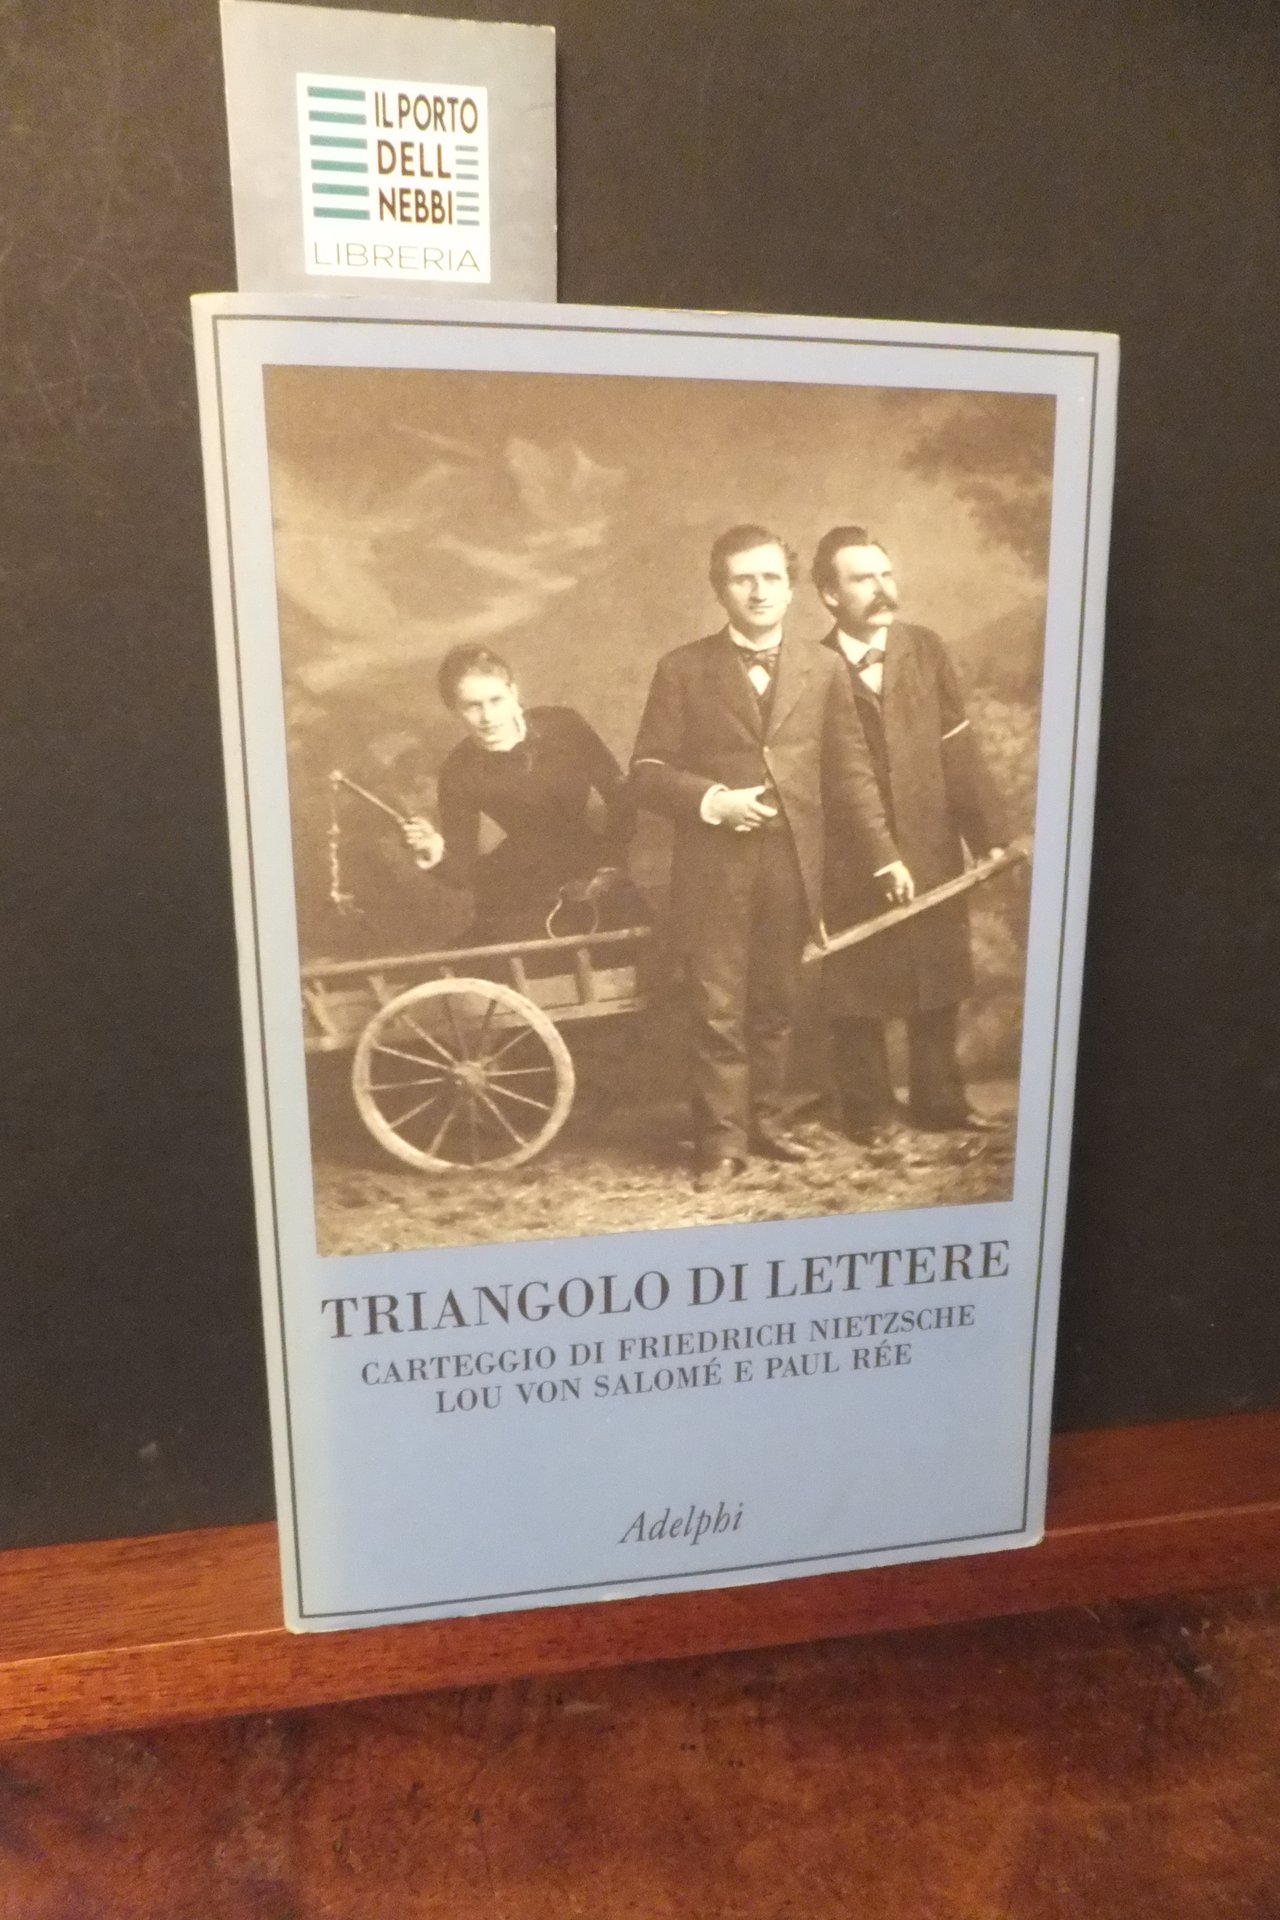 IL PORTO
DELLE
NEBBIE
LIBRERIA
TRIANGOLO DI LETTERE
CARTEGGIO DI FRIEDRICH NIETZSCHE
LOU VON SALOMÉ E PAUL RÉE
Adelphi